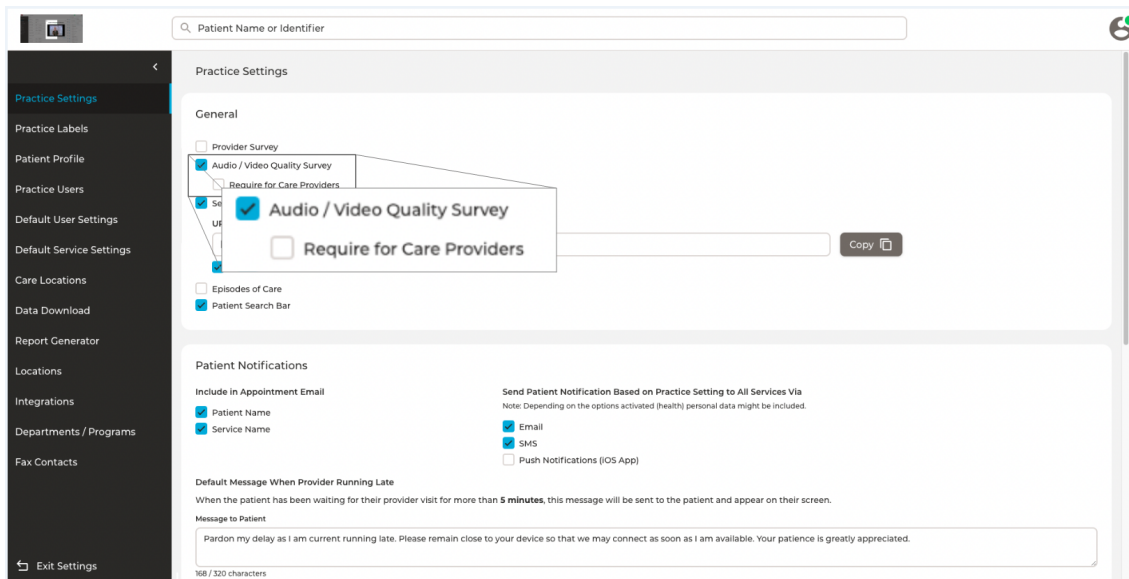 Patient Name or Identifier
Practice Settings
Practice Labels
Patient Profile
Practice Users
Default User Settings
Default Service Settings
Care Locations
Data Download
Report Generator
Locations
Integrations
Departments / Programs
Fax Contacts
Exit Settings
Practice Settings
General
Provider Survey
Audio / Video Quality Survey
Require for Care Providers
Audio / Video Quality Survey
Require for Care Providers
Copy
Episodes of Care
Patient Search Bar
Patient Notifications
Include in Appointment Email
Patient Name
Service Name
Send Patient Notification Based on Practice Setting to All Services Via
Note: Depending on the options activated (health) personal data might be included.
Email
SMS
Push Notifications (iOS App)
Default Message When Provider Running Late
When the patient has been waiting for their provider visit for more than 5 minutes, this message will be sent to the patient and appear on their screen.
Message to Patient
Pardon my delay as I am current running late. Please remain close to your device so that we may connect as soon as I am available. Your patience is greatly appreciated.
168 / 320 characters